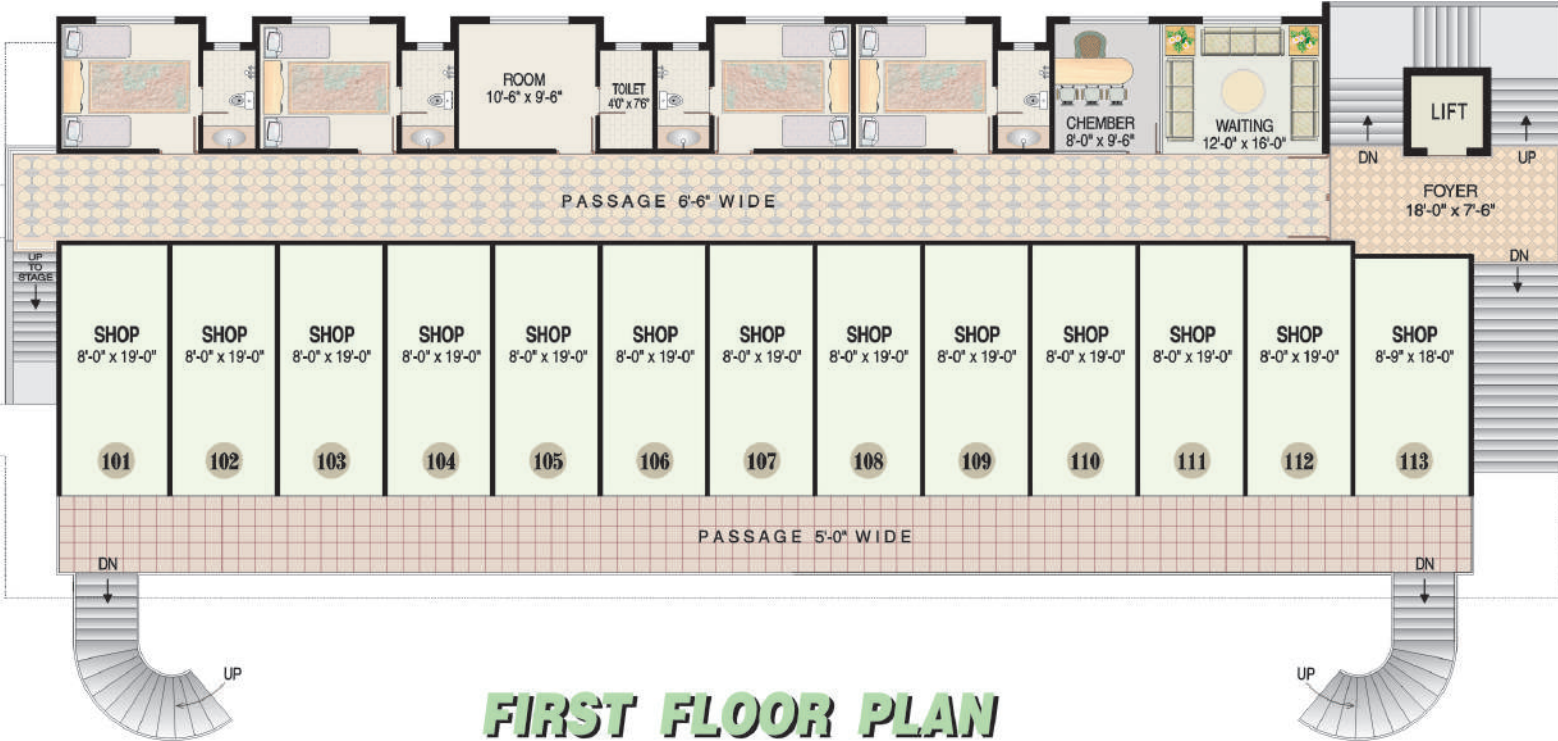 ROOM
10'-6" x 9'-6"
TOILET
4'0" x 7'6"
CHEMBER
8'-0" x 9'-6"
WAITING
12'-0" x 16'-0"
LIFT
DN
UP
PASSAGE 6'-6" WIDE
FOYER
18'-0" x 7'-6"
UP
TO
STAGE
DN
SHOP
8'-0" x 19'-0"
101
SHOP
8'-0" x 19'-0"
102
SHOP
8'-0" x 19'-0"
103
SHOP
8'-0" x 19'-0"
104
SHOP
8'-0" x 19'-0"
105
SHOP
8'-0" x 19'-0"
106
SHOP
8'-0" x 19'-0"
107
SHOP
8'-0" x 19'-0"
108
SHOP
8'-0" x 19'-0"
109
SHOP
8'-0" x 19'-0"
110
SHOP
8'-0" x 19'-0"
111
SHOP
8'-0" x 19'-0"
112
SHOP
8'-9" x 18'-0"
113
PASSAGE 5'-0" WIDE
DN
DN
UP
UP
FIRST FLOOR PLAN